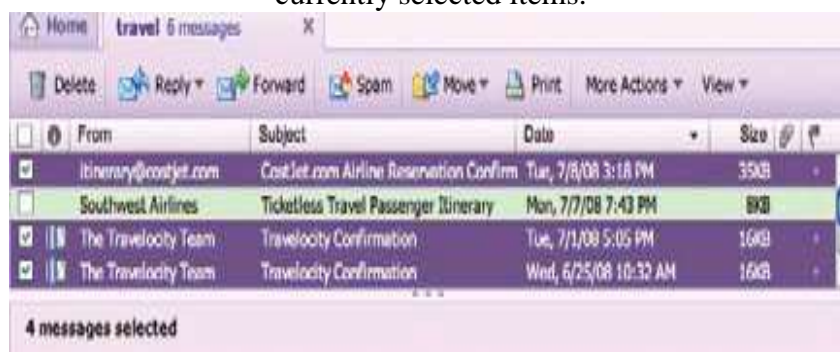 currently selected items.
Home travel 6 messages X
Delete Reply Forward Spam Move Print More Actions View
From Subject Date Size
itinerary@costjet.com CostJet.com Airline Reservation Confirm Tue, 7/8/08 3:18 PM 35KB
Southwest Airlines Ticketless Travel Passenger Itinerary Mon, 7/7/08 7:43 PM 8KB
The Travelocity Team Travelocity Confirmation Tue, 7/1/08 5:05 PM 16KB
The Travelocity Team Travelocity Confirmation Wed, 6/25/08 10:32 AM 16KB
4 messages selected